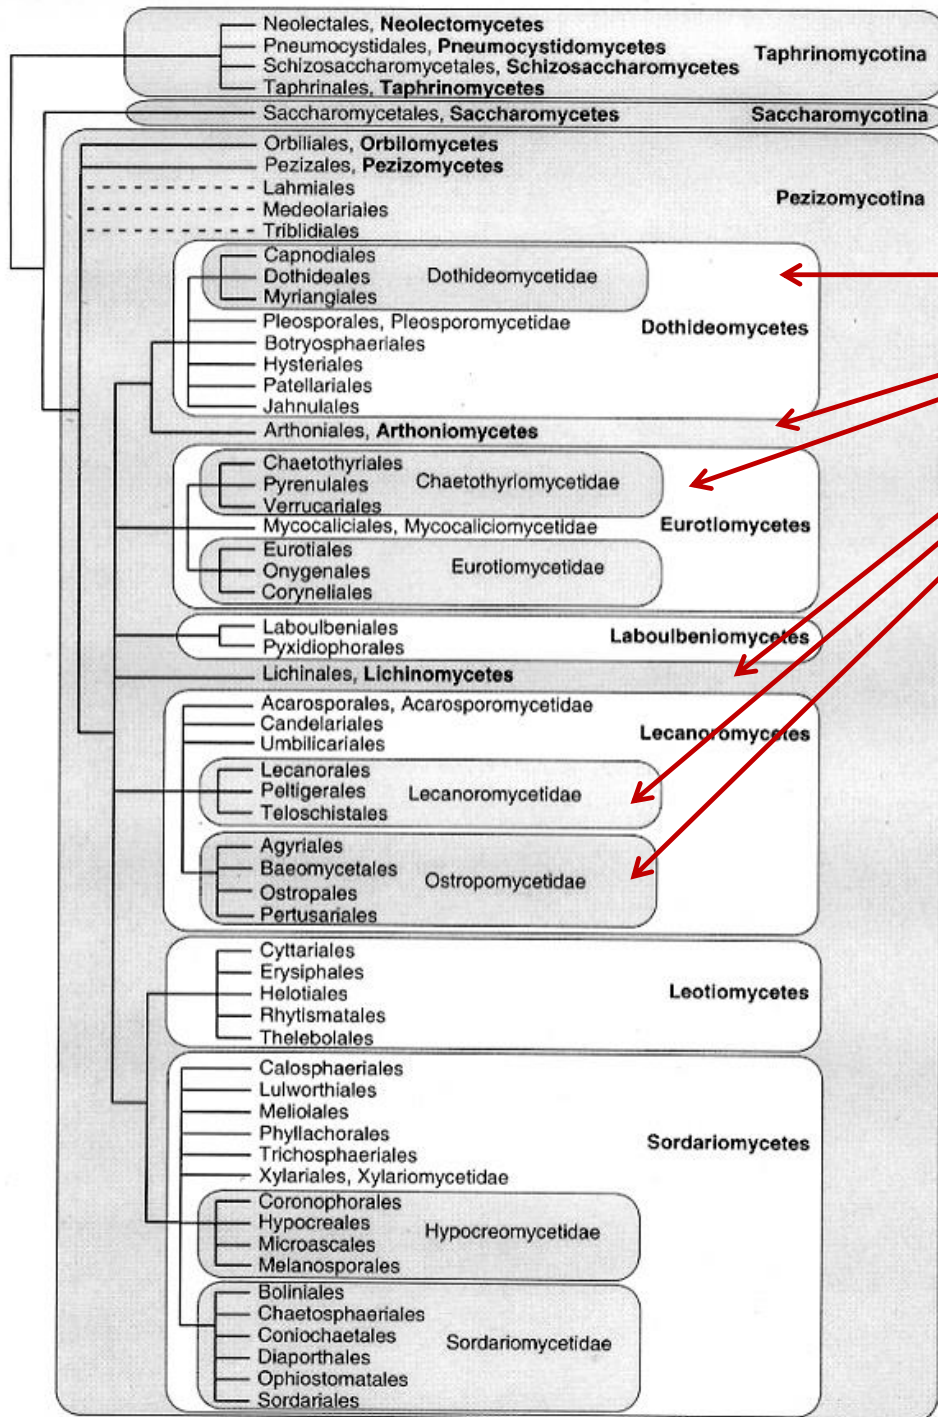 Neolectales, Neolectomycetes
Pneumocystidales, Pneumocystidomycetes
Taphrinomycotina
Schizosaccharomycetales, Schizosaccharomycetes
Taphrinales, Taphrinomycetes
Saccharomycetales, Saccharomycetes
Saccharomycotina
Orbiliales, Orbilomycetes
Pezizales, Pezizomycetes
Lahmiales
Pezizomycotina
Medeolariales
Triblidiales
Capnodiales
Dothideales
Dothideomycetidae
Myriangiales
Pleosporales, Pleosporomycetidae
Dothideomycetes
Botryosphaeriales
Hysteriales
Patellariales
Jahnulales
Arthoniales, Arthoniomycetes
Chaetothyriales
Pyrenulales
Chaetothyriomycetidae
Verrucariales
Mycocaliciales, Mycocaliciomycetidae
Eurotiomycetes
Eurotiales
Onygenales
Eurotiomycetidae
Coryneliales
Laboulbeniales
Laboulbeniomycetes
Pyxidiophorales
Lichinales, Lichinomycetes
Acarosporales, Acarosporomycetidae
Candelariales
Lecanoromycetes
Umbilicariales
Lecanorales
Peltigerales
Lecanoromycetidae
Teloschistales
Agyriales
Baeomycetales
Ostropomycetidae
Ostropales
Pertusariales
Cyttariales
Erysiphales
Helotiales
Leotiomycetes
Rhytismatales
Thelebolales
Calosphaeriales
Lulworthiales
Meliolales
Phyllachorales
Sordariomycetes
Trichosphaeriales
Xylariales, Xylariomycetidae
Coronophorales
Hypocreales
Hypocreomycetidae
Microascales
Melanosporales
Boliniales
Chaetosphaeriales
Coniochaetales
Sordariomycetidae
Diaporthales
Ophiostomatales
Sordariales